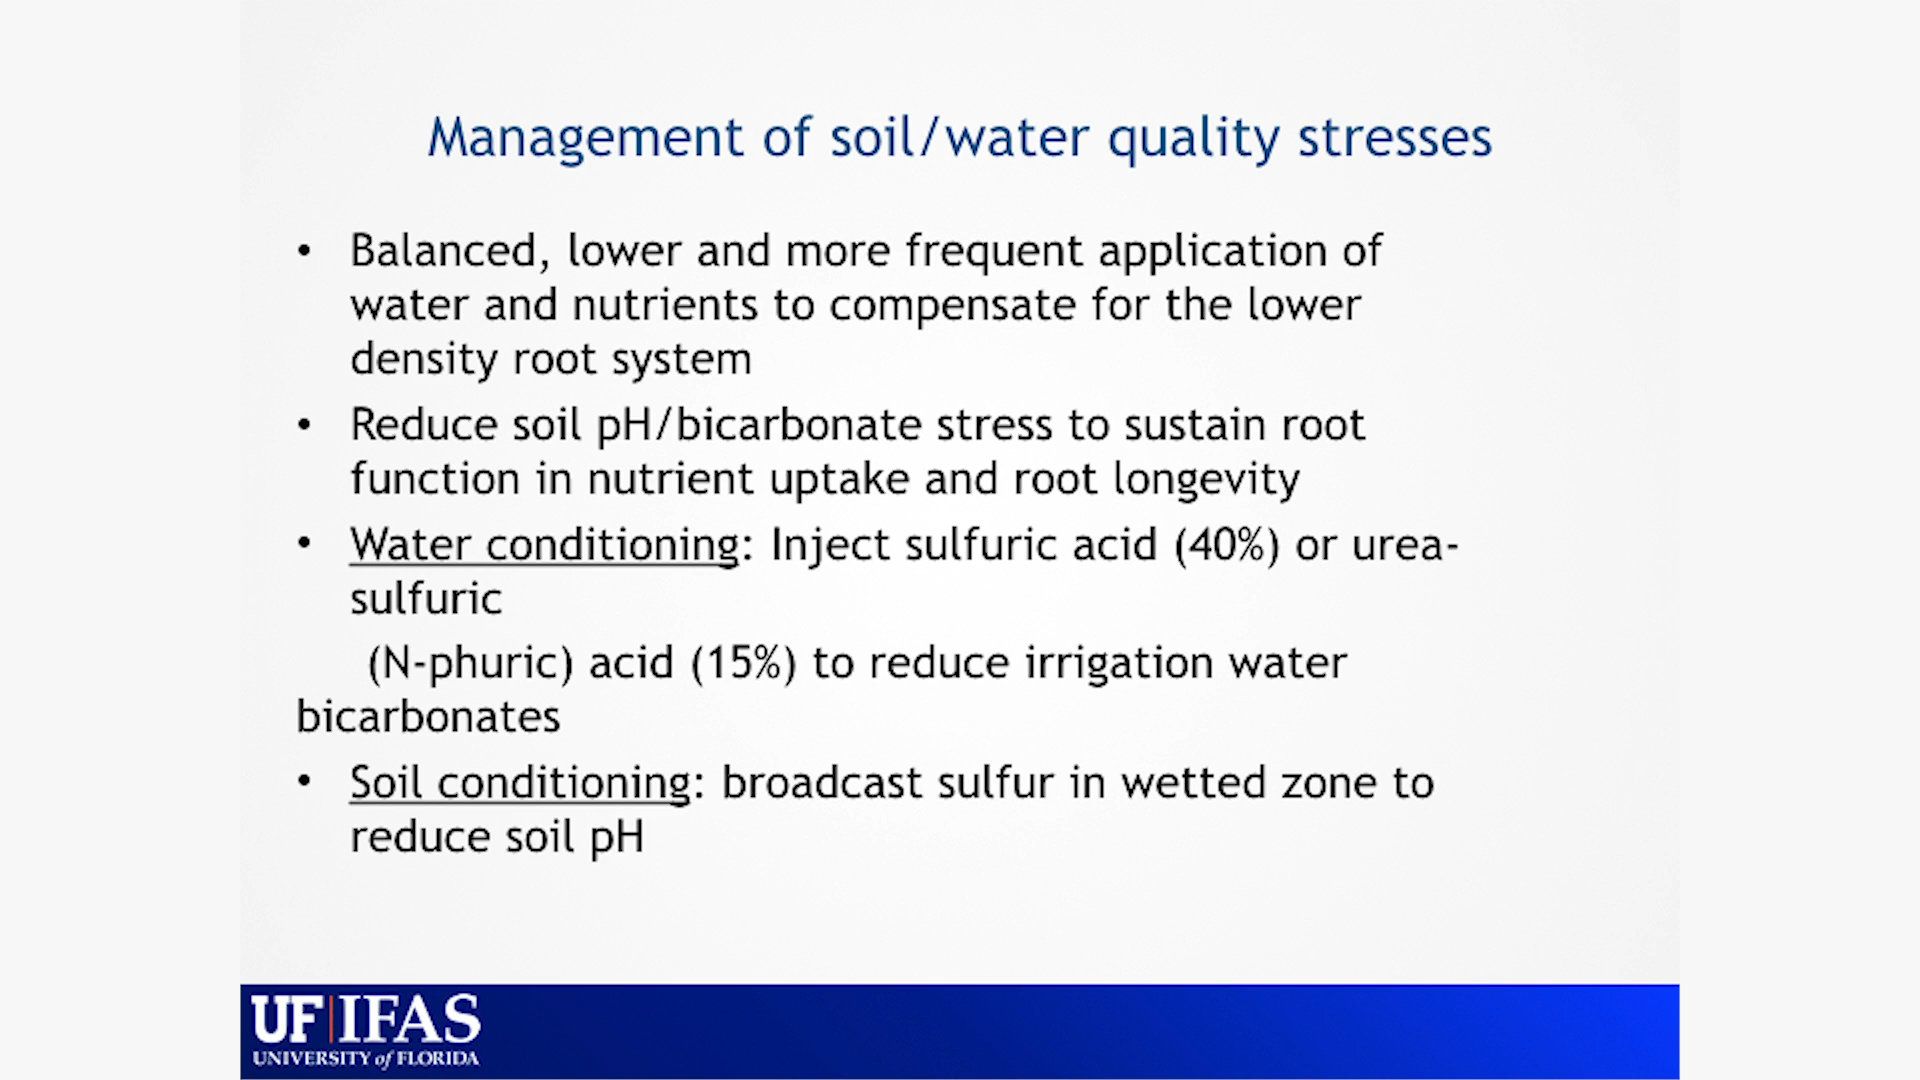 Management of soil/water quality stresses
• Balanced, lower and more frequent application of
water and nutrients to compensate for the lower
density root system
• Reduce soil pH/bicarbonate stress to sustain root
function in nutrient uptake and root longevity
• Water conditioning: Inject sulfuric acid (40%) or urea-
sulfuric
(N-phuric) acid (15%) to reduce irrigation water
bicarbonates
• Soil conditioning: broadcast sulfur in wetted zone to
reduce soil pH
UF|IFAS
UNIVERSITY of FLORIDA